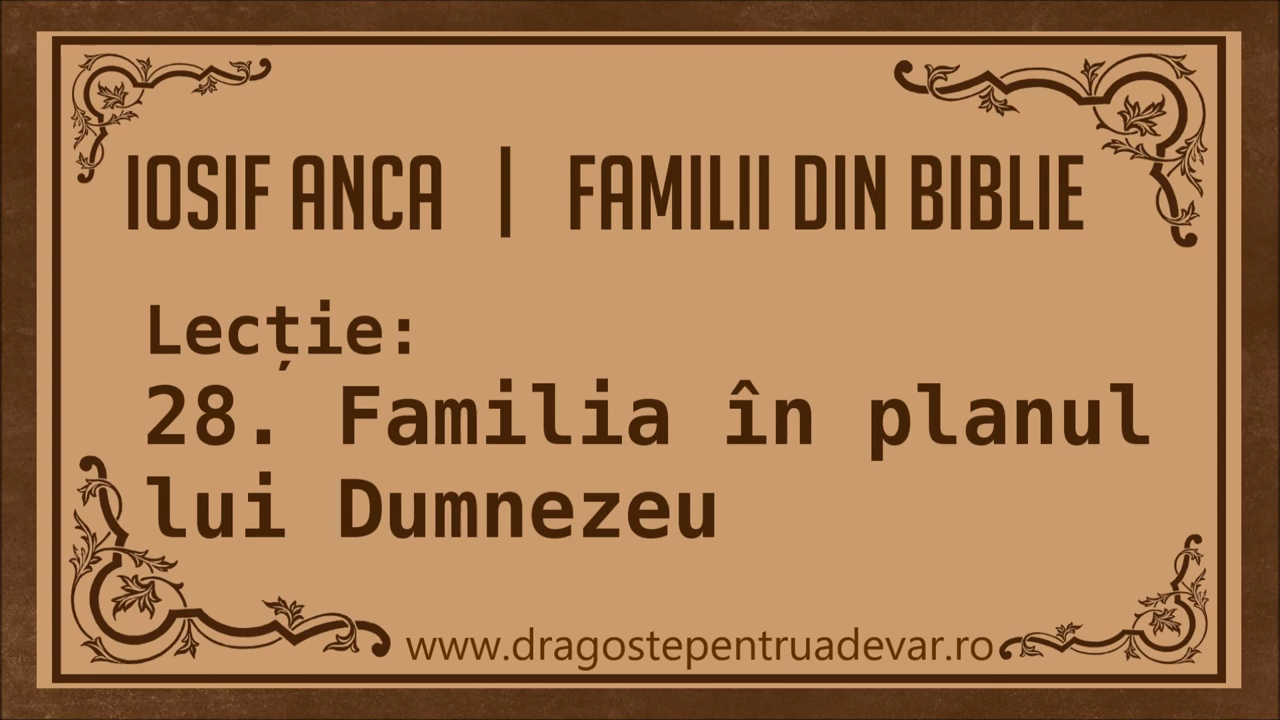 IOSIF ANCA | FAMILII DIN BIBLIE
Lecție:
28. Familia în planul
lui Dumnezeu
www.dragostepentruadevar.ro